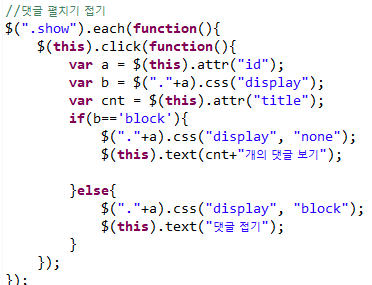 //댓글 펼치기 접기
$(".show").each(function(){
$(this).click(function(){
var a = $(this).attr("id");
var b = $("."+a).css("display");
var cnt = $(this).attr("title");
if(b=='block'){
$("."+a).css("display", "none");
$(this).text(cnt+"개의 댓글 보기");
}else{
$("."+a).css("display", "block");
$(this).text("댓글 접기");
}
});
});